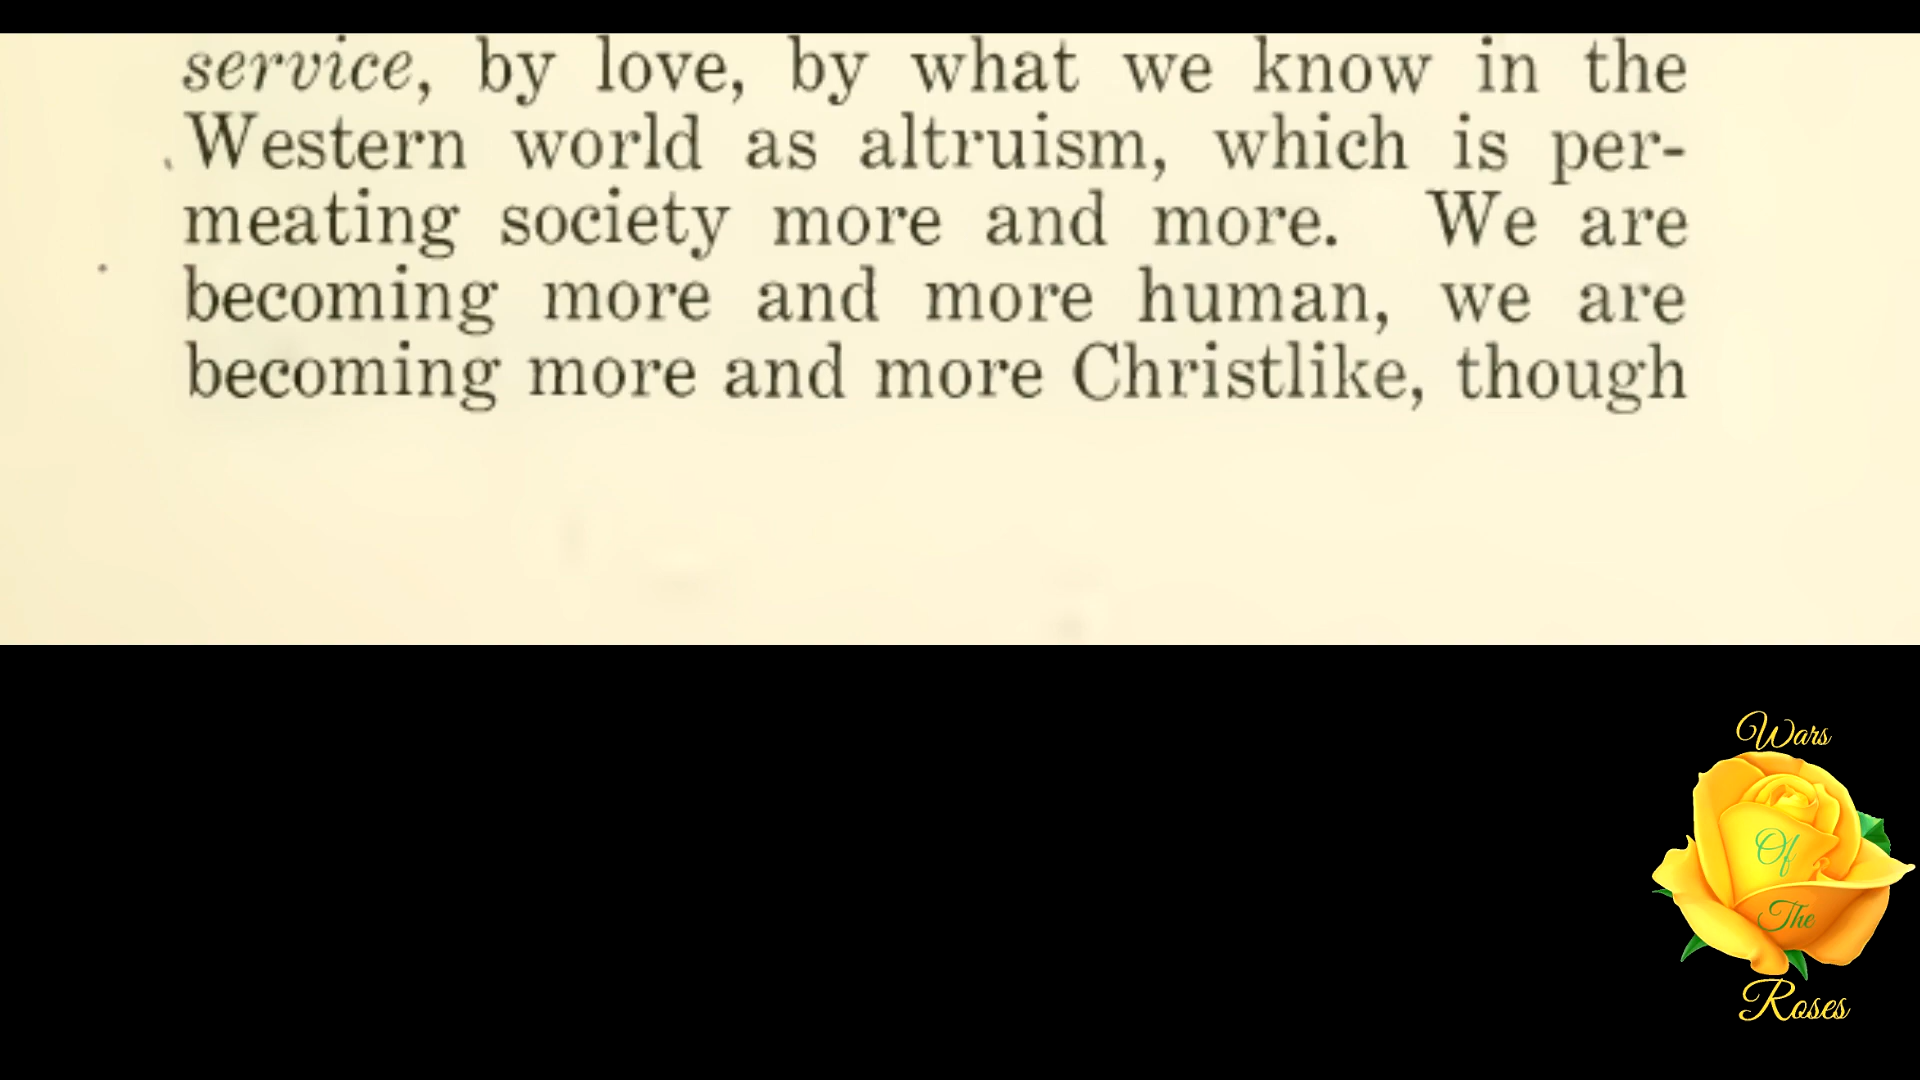 service, by love, by what we know in the
Western world as altruism, which is per-
meating society more and more. We are
becoming more and more human, we are
becoming more and more Christlike, though
Wars
Of
The
Roses